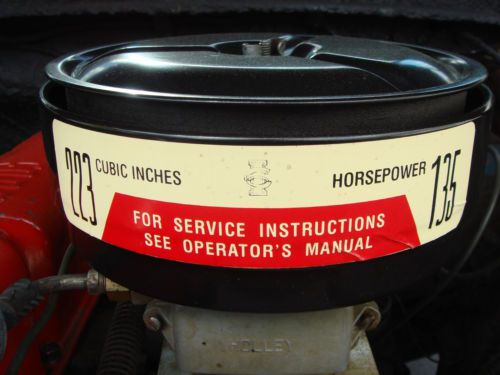 223 CUBIC INCHES
HORSEPOWER 135
FOR SERVICE INSTRUCTIONS
SEE OPERATOR'S MANUAL
HOLLEY